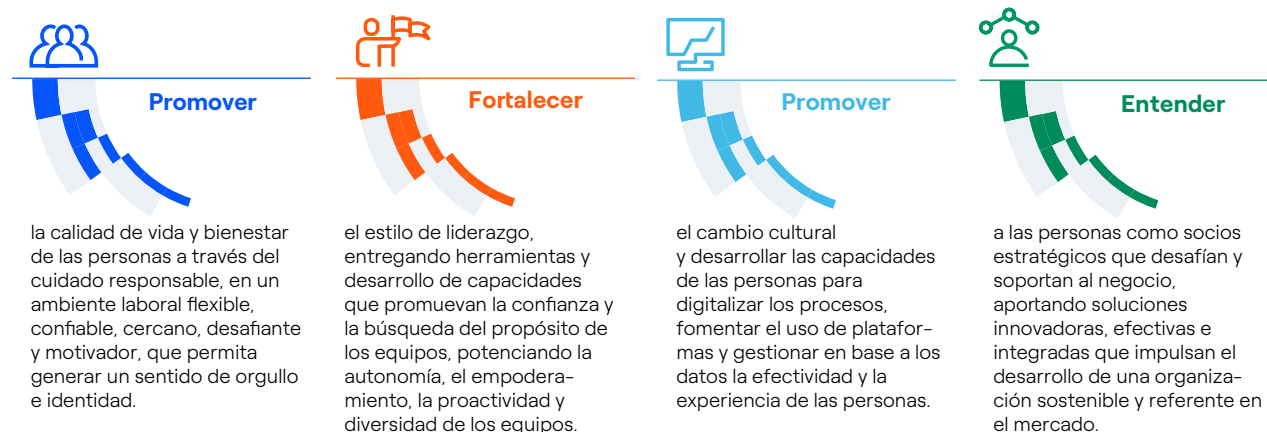 Promover
la calidad de vida y bienestar
de las personas a través del
cuidado responsable, en un
ambiente laboral flexible,
confiable, cercano, desafiante
y motivador, que permita
generar un sentido de orgullo
e identidad.
Fortalecer
el estilo de liderazgo,
entregando herramientas y
desarrollo de capacidades
que promuevan la confianza y
la búsqueda del propósito de
los equipos, potenciando la
autonomía, el empodera-
miento, la proactividad y
diversidad de los equipos.
Promover
el cambio cultural
y desarrollar las capacidades
de las personas para
digitalizar los procesos,
fomentar el uso de platafor-
mas y gestionar en base a los
datos la efectividad y la
experiencia de las personas.
Entender
a las personas como socios
estratégicos que desafían y
soportan al negocio,
aportando soluciones
innovadoras, efectivas e
integradas que impulsan el
desarrollo de una organiza-
ción sostenible y referente en
el mercado.